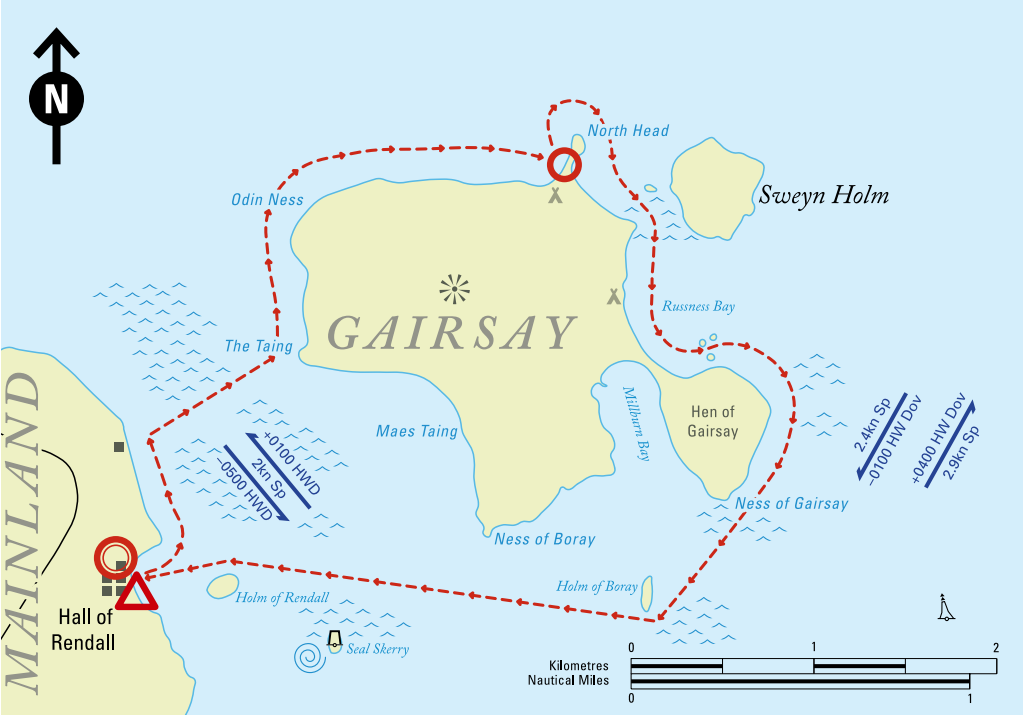 N
North Head
Sweyn Holm
Odin Ness
Russness Bay
GAIRSAY
The Taing
MAINLAND
Millburn Bay
Hen of
Gairsay
Maes Taing
2.4kn Sp
–0100 HW Dov
+0400 HW Dov
2.9kn Sp
+0100 HWD
2kn Sp
–0500 HWD
Ness of Gairsay
Ness of Boray
Holm of Boray
Holm of Rendall
Hall of
Rendall
Seal Skerry
0 1 2
Kilometres
Nautical Miles
0 1